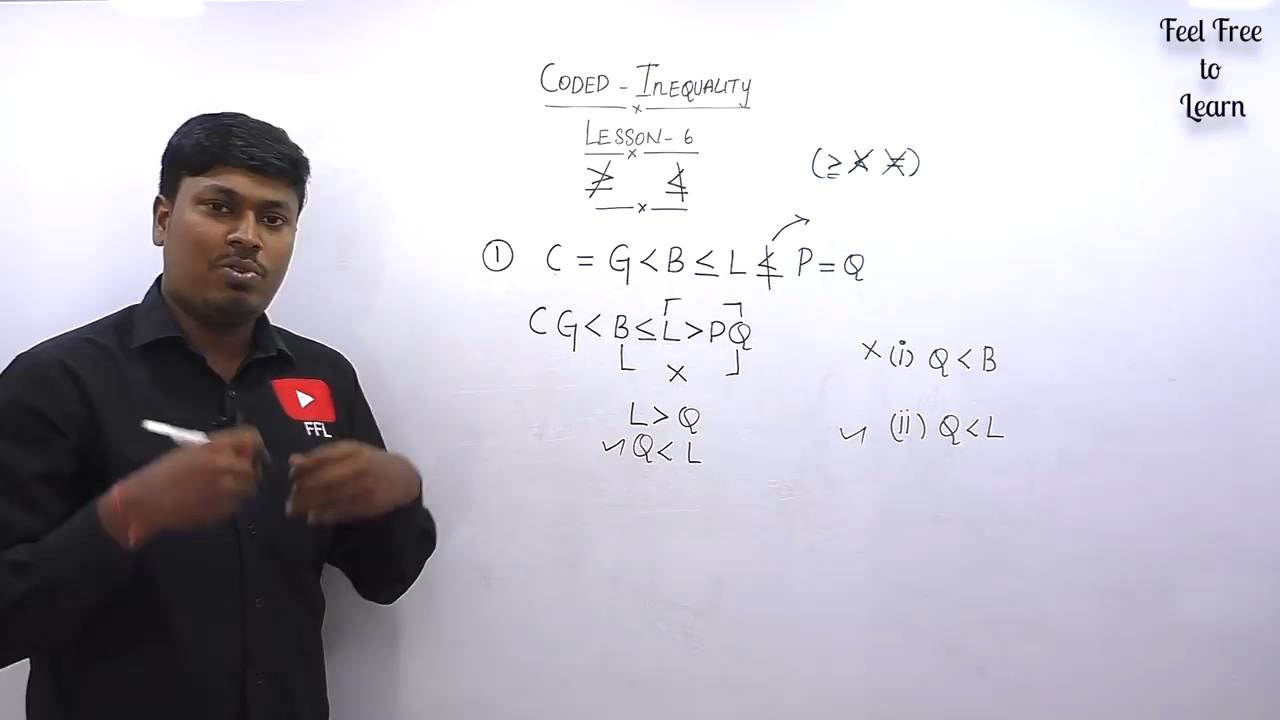 Feel Free
to
Learn
CODED - INEQUALITY
LESSON - 6
≱ ≰
(≥ < =)
① C = G < B ≤ L ≰ P = Q
C G < B ≤ L > P Q
×
L > Q
✓ Q < L
× (i) Q < B
✓ (ii) Q < L
FFL